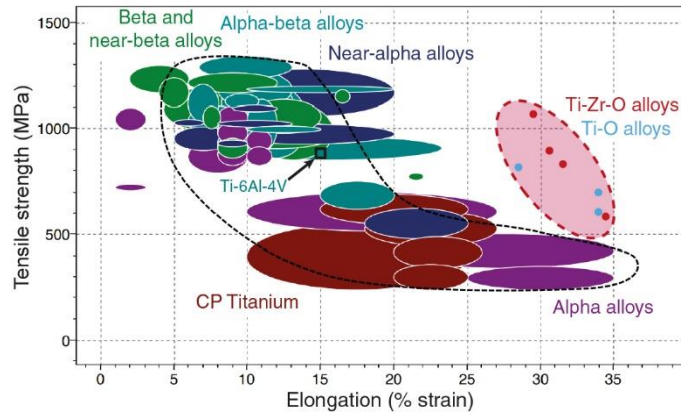 Beta and
near-beta alloys
Alpha-beta alloys
Near-alpha alloys
Ti-Zr-O alloys
Ti-O alloys
Ti-6Al-4V
CP Titanium
Alpha alloys
Tensile strength (MPa)
1500
1000
500
0
0 5 10 15 20 25 30 35 40
Elongation (% strain)